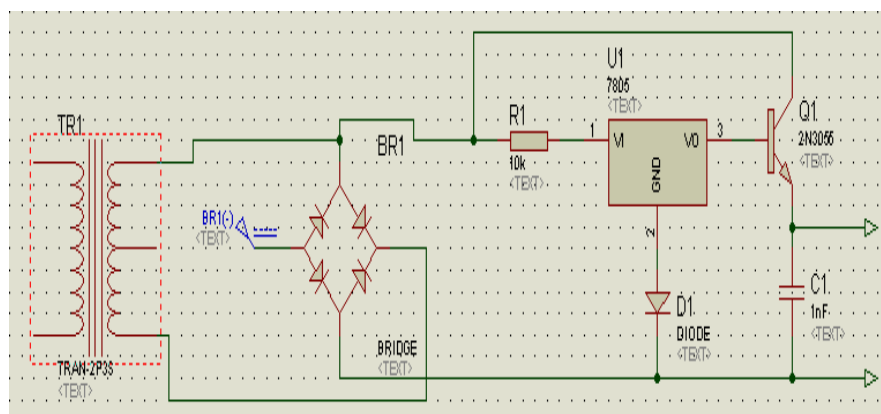 TR1
TRAN-2P3S
<TEXT>
BR1(-)
<TEXT>
BR1
BRIDGE
<TEXT>
R1
10k
<TEXT>
U1
7805
<TEXT>
1
VI
VO
3
GND
2
Q1
2N3055
<TEXT>
D1
DIODE
<TEXT>
C1
1nF
<TEXT>